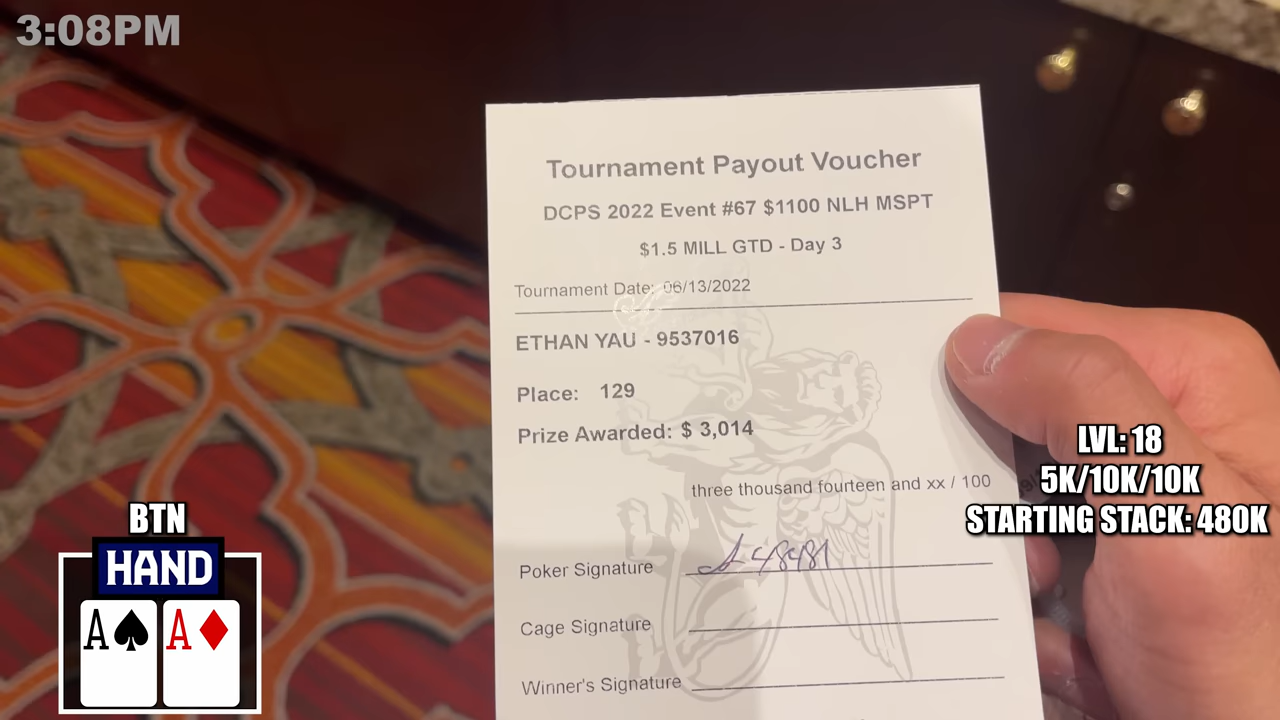 3:08PM
Tournament Payout Voucher
DCPS 2022 Event #67 $1100 NLH MSPT
$1.5 MILL GTD - Day 3
Tournament Date: 06/13/2022
ETHAN YAU - 9537016
Place: 129
Prize Awarded: $ 3,014
three thousand fourteen and xx / 100
Poker Signature 48481
Cage Signature
Winner's Signature
LVL: 18
5K/10K/10K
STARTING STACK: 480K
BTN
HAND
A A